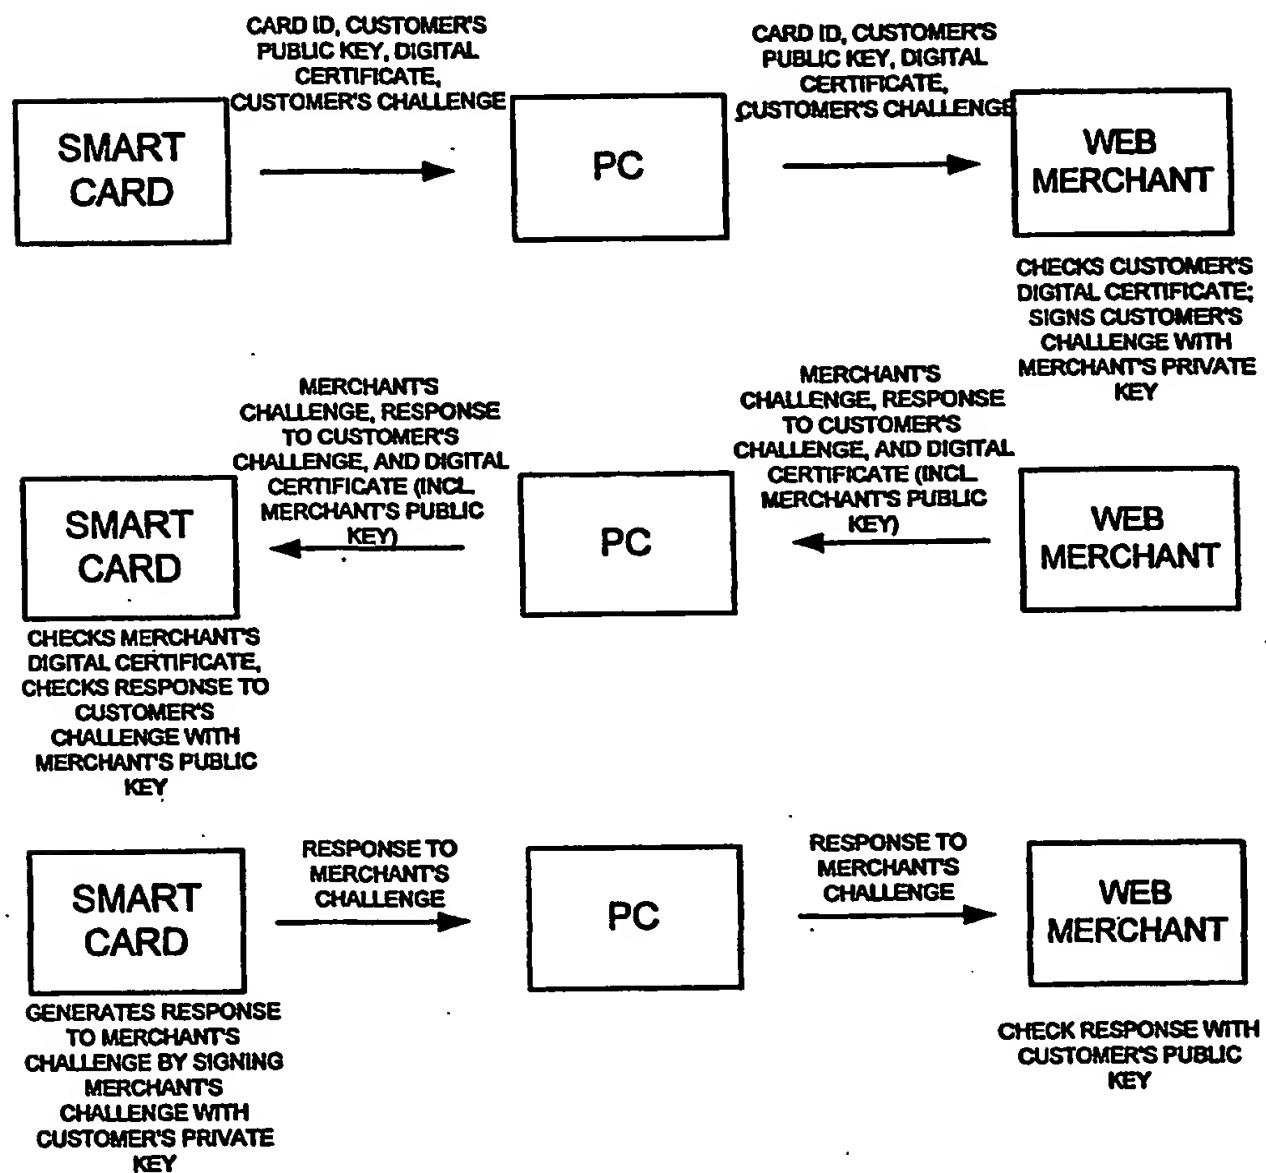 CARD ID, CUSTOMER'S
PUBLIC KEY, DIGITAL
CERTIFICATE,
CUSTOMER'S CHALLENGE
CARD ID, CUSTOMER'S
PUBLIC KEY, DIGITAL
CERTIFICATE,
CUSTOMER'S CHALLENGE
SMART
CARD
PC
WEB
MERCHANT
CHECKS CUSTOMER'S
DIGITAL CERTIFICATE;
SIGNS CUSTOMER'S
CHALLENGE WITH
MERCHANT'S PRIVATE
KEY
MERCHANT'S
CHALLENGE, RESPONSE
TO CUSTOMER'S
CHALLENGE, AND DIGITAL
CERTIFICATE (INCL.
MERCHANT'S PUBLIC
KEY)
MERCHANT'S
CHALLENGE, RESPONSE
TO CUSTOMER'S
CHALLENGE, AND DIGITAL
CERTIFICATE (INCL.
MERCHANT'S PUBLIC
KEY)
SMART
CARD
PC
WEB
MERCHANT
CHECKS MERCHANT'S
DIGITAL CERTIFICATE,
CHECKS RESPONSE TO
CUSTOMER'S
CHALLENGE WITH
MERCHANT'S PUBLIC
KEY
RESPONSE TO
MERCHANT'S
CHALLENGE
RESPONSE TO
MERCHANT'S
CHALLENGE
SMART
CARD
PC
WEB
MERCHANT
GENERATES RESPONSE
TO MERCHANT'S
CHALLENGE BY SIGNING
MERCHANT'S
CHALLENGE WITH
CUSTOMER'S PRIVATE
KEY
CHECK RESPONSE WITH
CUSTOMER'S PUBLIC
KEY